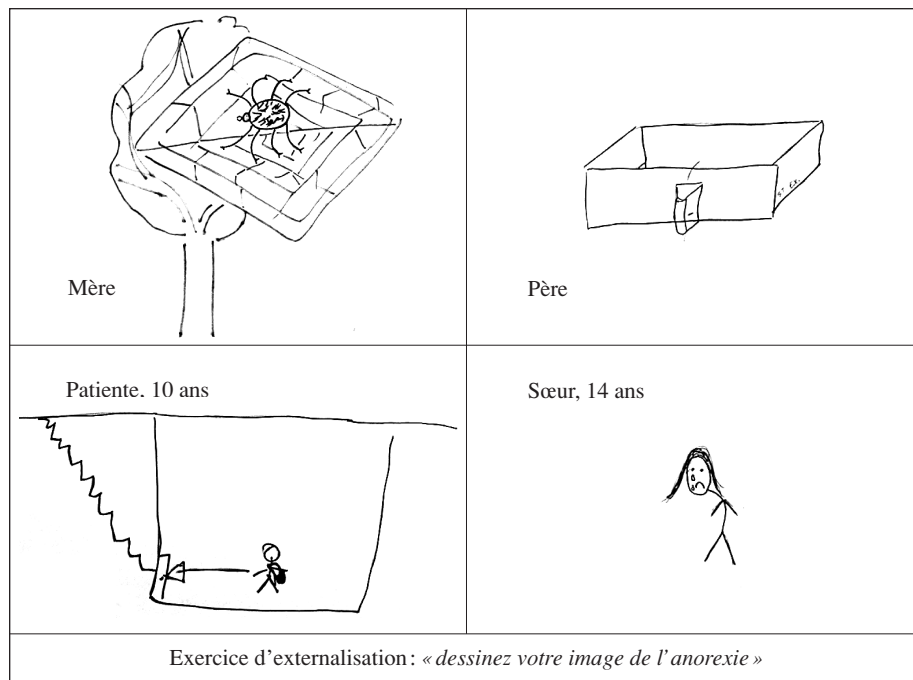 Mère
Père
Patiente, 10 ans
Sœur, 14 ans
Exercice d'externalisation : « dessinez votre image de l'anorexie »